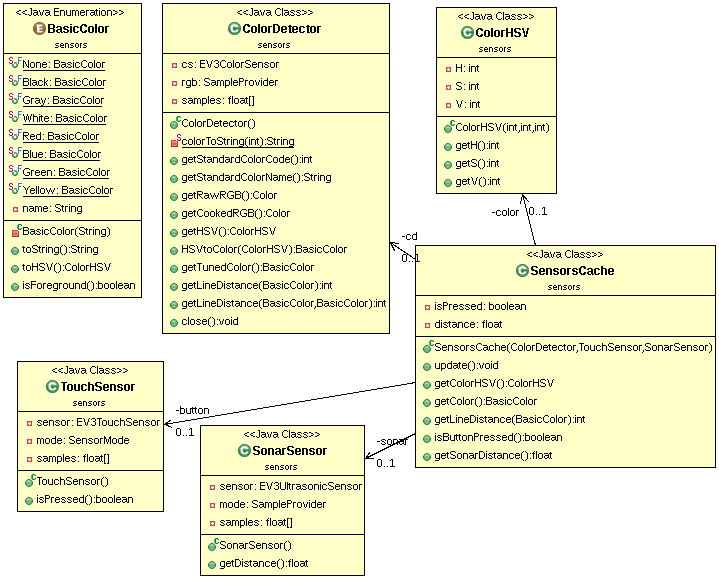 <<Java Enumeration>>
BasicColor
sensors
None: BasicColor
Black: BasicColor
Gray: BasicColor
White: BasicColor
Red: BasicColor
Blue: BasicColor
Green: BasicColor
Yellow: BasicColor
name: String
BasicColor(String)
toString():String
toHSV():ColorHSV
isForeground():boolean
<<Java Class>>
ColorDetector
sensors
cs: EV3ColorSensor
rgb: SampleProvider
samples: float[]
ColorDetector()
colorToString(int):String
getStandardColorCode():int
getStandardColorName():String
getRawRGB():Color
getCookedRGB():Color
getHSV():ColorHSV
HSVtoColor(ColorHSV):BasicColor
getTunedColor():BasicColor
getLineDistance(BasicColor):int
getLineDistance(BasicColor,BasicColor):int
close():void
<<Java Class>>
ColorHSV
sensors
H: int
S: int
V: int
ColorHSV(int,int,int)
getH():int
getS():int
getV():int
-color
0..1
-cd
0..1
<<Java Class>>
SensorsCache
sensors
isPressed: boolean
distance: float
SensorsCache(ColorDetector,TouchSensor,SonarSensor)
update():void
getColorHSV():ColorHSV
getColor():BasicColor
getLineDistance(BasicColor):int
isButtonPressed():boolean
getSonarDistance():float
<<Java Class>>
TouchSensor
sensors
sensor: EV3TouchSensor
mode: SensorMode
samples: float[]
TouchSensor()
isPressed():boolean
-button
0..1
<<Java Class>>
SonarSensor
sensors
sensor: EV3UltrasonicSensor
mode: SampleProvider
samples: float[]
SonarSensor()
getDistance():float
-sonar
0..1